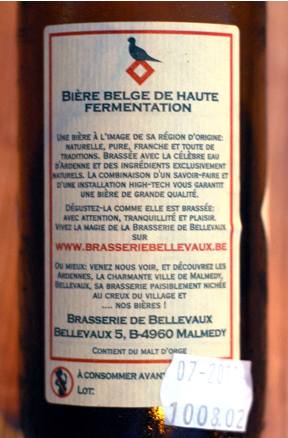 BIÈRE BELGE DE HAUTE
FERMENTATION
UNE BIÈRE À L'IMAGE DE SA RÉGION D'ORIGINE:
NATURELLE, PURE, FRANCHE ET TOUTE DE
TRADITIONS. BRASSÉE AVEC LA CÉLÈBRE EAU
D'ARDENNE ET DES INGRÉDIENTS EXCLUSIVEMENT
NATURELS. LA COMBINAISON D'UN SAVOIR-FAIRE ET
D'UNE INSTALLATION HIGH-TECH VOUS GARANTIT
UNE BIÈRE DE GRANDE QUALITÉ.
DÉGUSTEZ-LA COMME ELLE EST BRASSÉE:
AVEC ATTENTION, TRANQUILLITÉ ET PLAISIR.
VIVEZ LA MAGIE DE LA BRASSERIE DE BELLEVAUX
SUR
WWW.BRASSERIEBELLEVAUX.BE
OU MIEUX: VENEZ NOUS VOIR, ET DÉCOUVREZ LES
ARDENNES, LA CHARMANTE VILLE DE MALMEDY,
BELLEVAUX, SA BRASSERIE PAISIBLEMENT NICHÉE
AU CREUX DU VILLAGE ET
.... NOS BIÈRES !
BRASSERIE DE BELLEVAUX
BELLEVAUX 5, B-4960 MALMEDY
CONTIENT DU MALT D'ORGE
À CONSOMMER AVANT
LOT:
1008.02